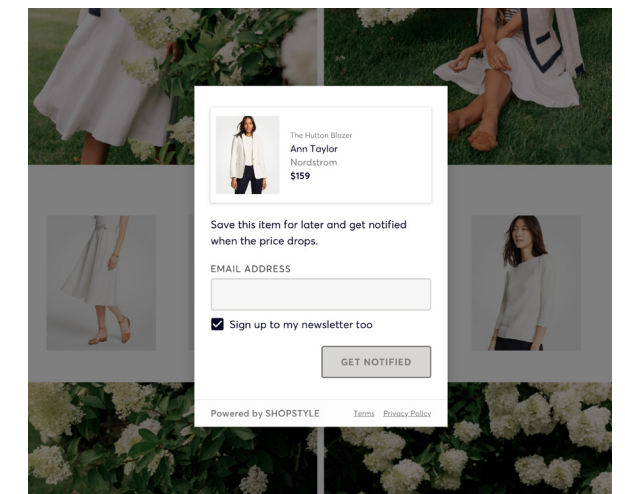 The Hutton Blazer
Ann Taylor
Nordstrom
$159
Save this item for later and get notified
when the price drops.
EMAIL ADDRESS
Sign up to my newsletter too
GET NOTIFIED
Powered by SHOPSTYLE
Terms Privacy Policy